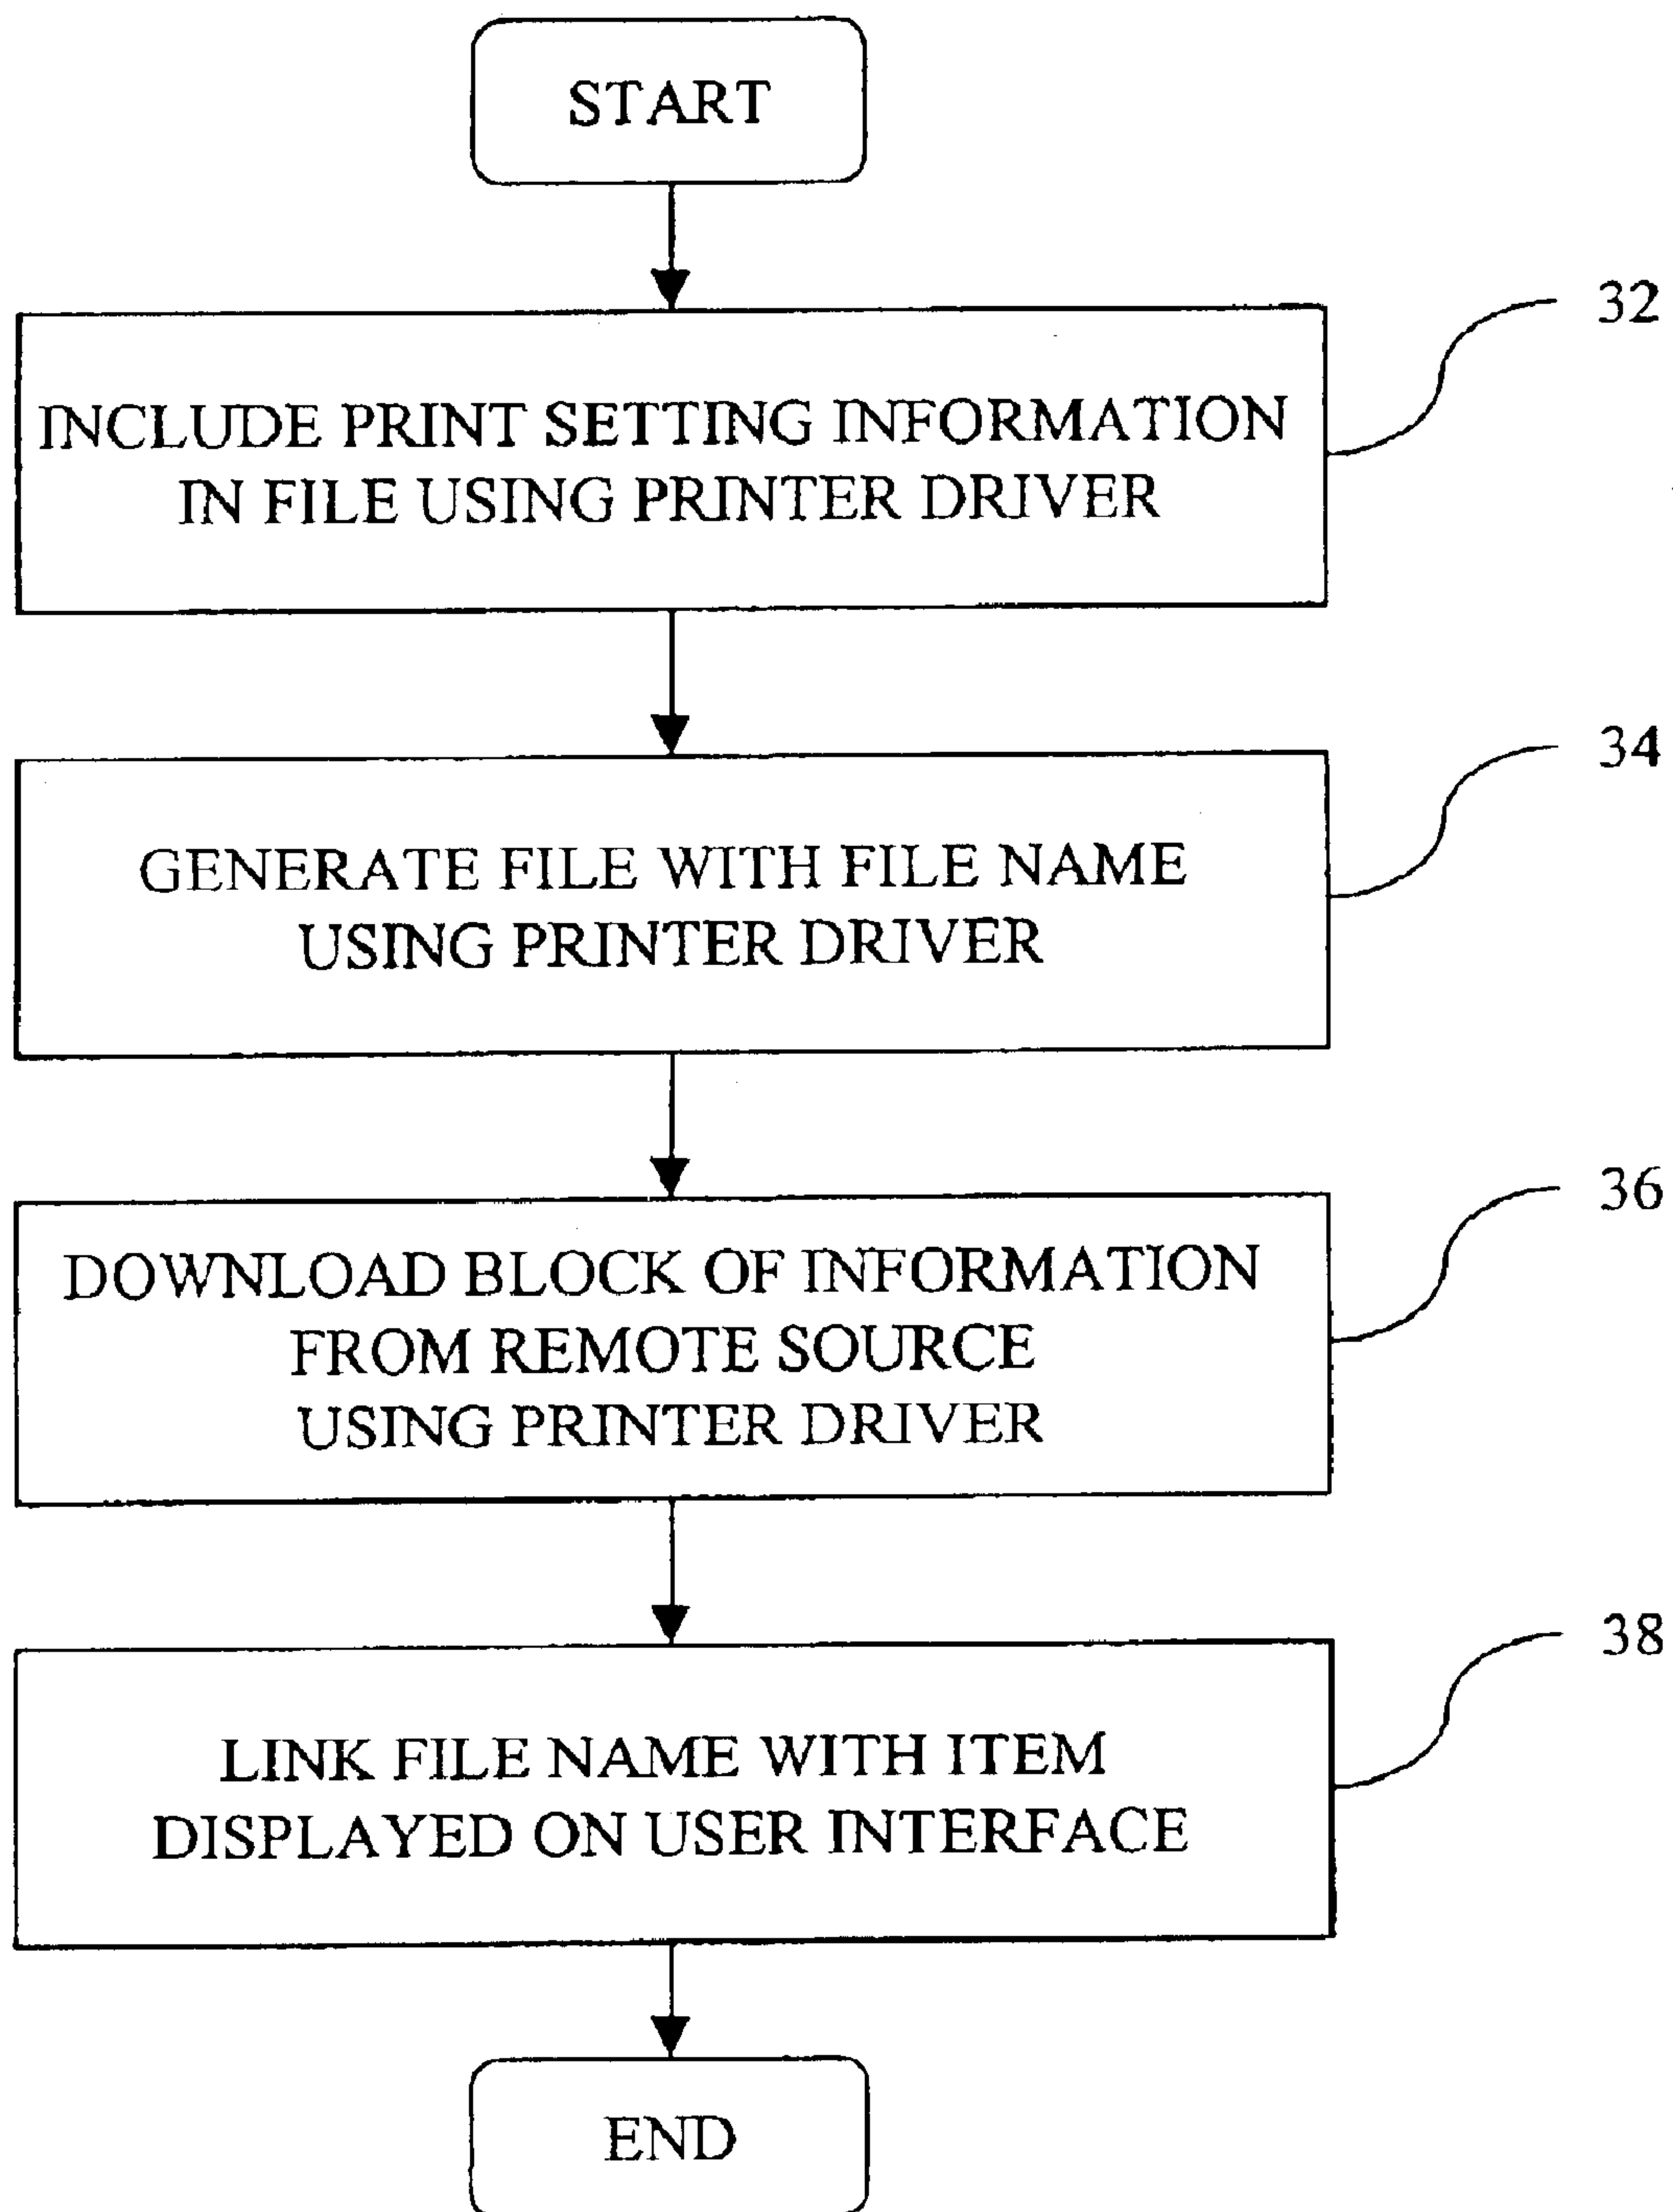 START
32
INCLUDE PRINT SETTING INFORMATION
IN FILE USING PRINTER DRIVER
34
GENERATE FILE WITH FILE NAME
USING PRINTER DRIVER
36
DOWNLOAD BLOCK OF INFORMATION
FROM REMOTE SOURCE
USING PRINTER DRIVER
38
LINK FILE NAME WITH ITEM
DISPLAYED ON USER INTERFACE
END